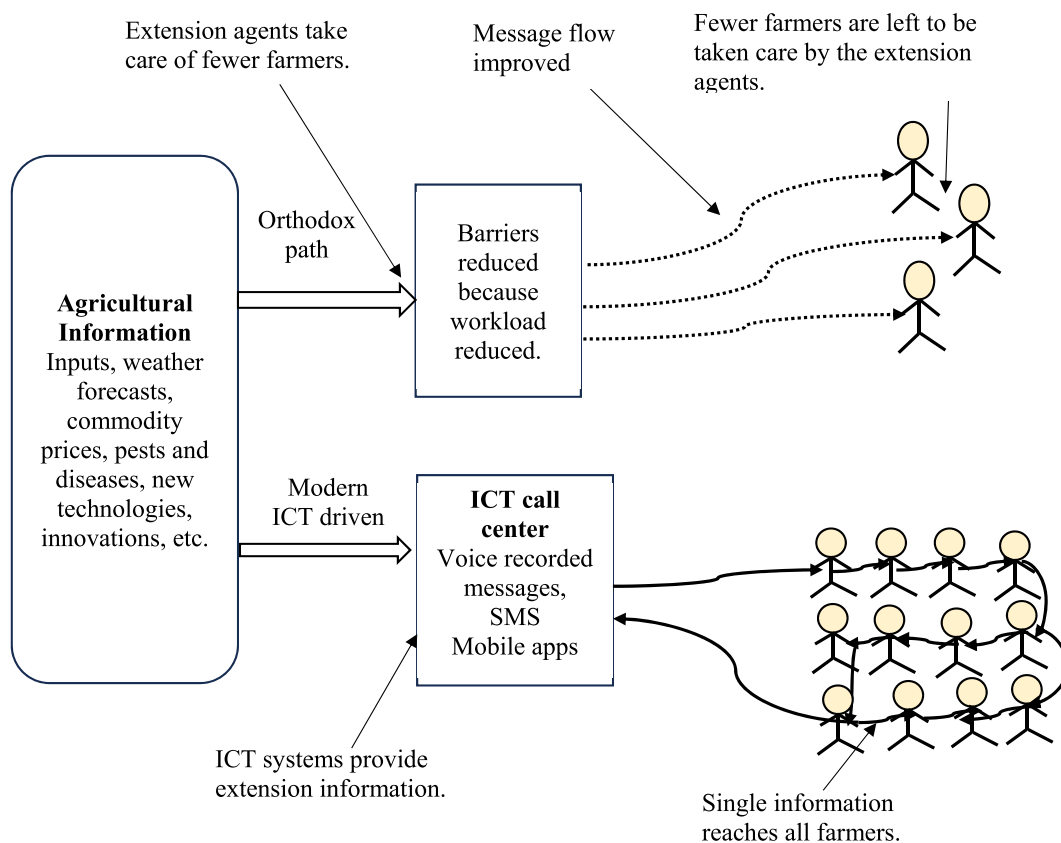 Extension agents take
care of fewer farmers.
Message flow
improved
Fewer farmers are left to be
taken care by the extension
agents.
Orthodox
path
Agricultural
Information
Inputs, weather
forecasts,
commodity
prices, pests and
diseases, new
technologies,
innovations, etc.
Barriers
reduced
because
workload
reduced.
Modern
ICT driven
ICT call
center
Voice recorded
messages,
SMS
Mobile apps
ICT systems provide
extension information.
Single information
reaches all farmers.